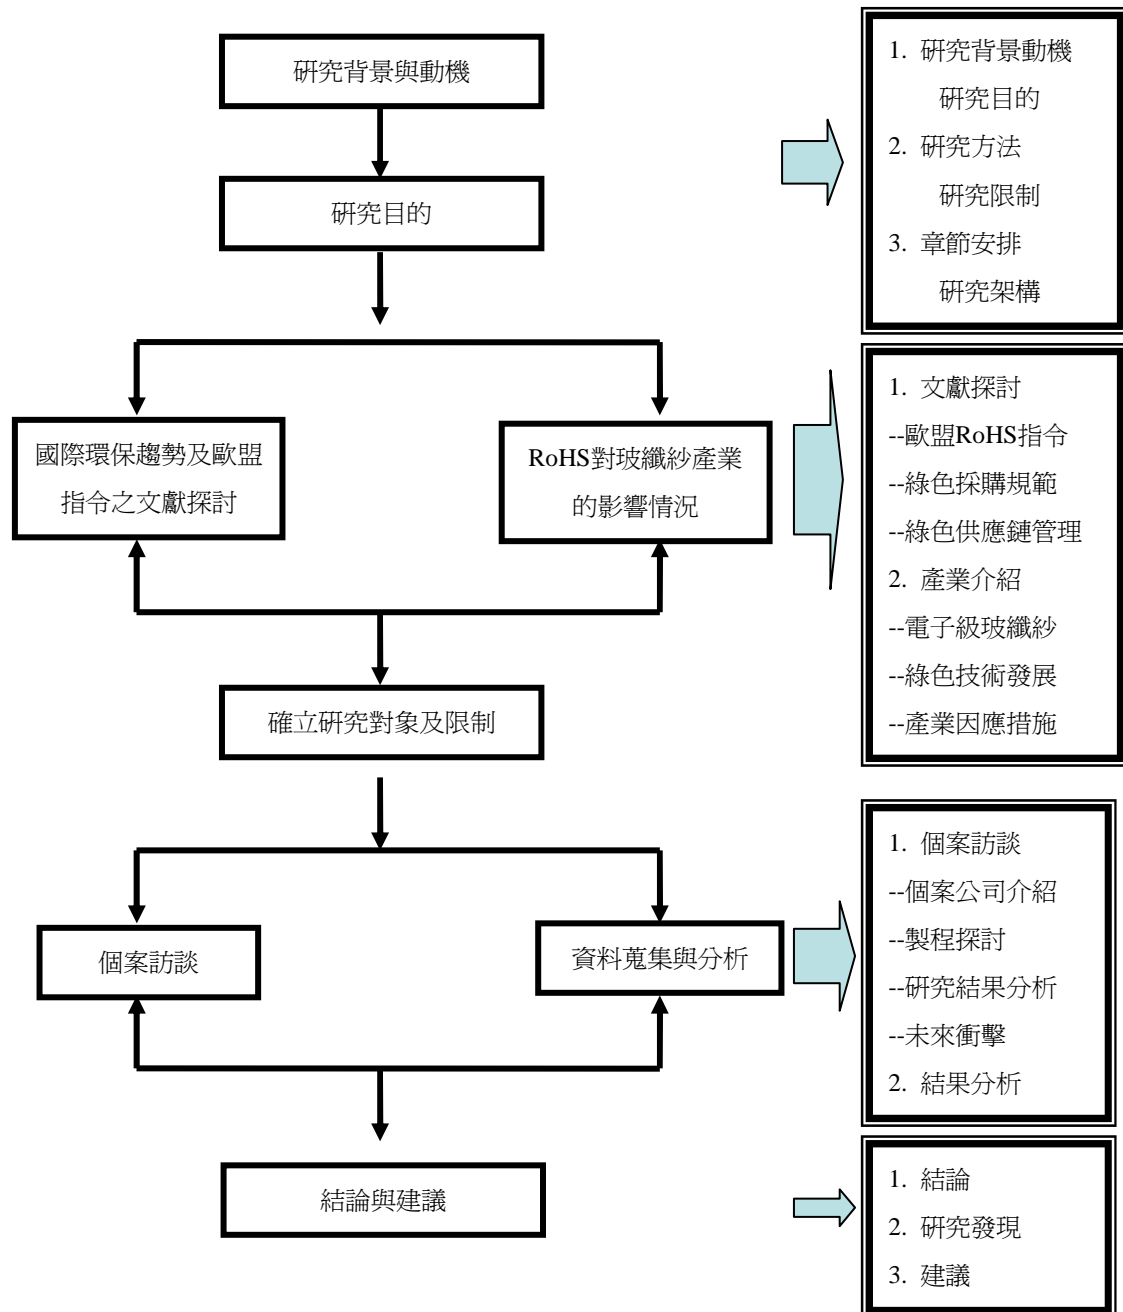 研究背景與動機
研究目的
1. 研究背景動機
研究目的
2. 研究方法
研究限制
3. 章節安排
研究架構
國際環保趨勢及歐盟
指令之文獻探討
RoHS對玻纖紗產業
的影響情況
確立研究對象及限制
1. 文獻探討
--歐盟RoHS指令
--綠色採購規範
--綠色供應鏈管理
2. 產業介紹
--電子級玻纖紗
--綠色技術發展
--產業因應措施
個案訪談
資料蒐集與分析
1. 個案訪談
--個案公司介紹
--製程探討
--研究結果分析
--未來衝擊
2. 結果分析
結論與建議
1. 結論
2. 研究發現
3. 建議